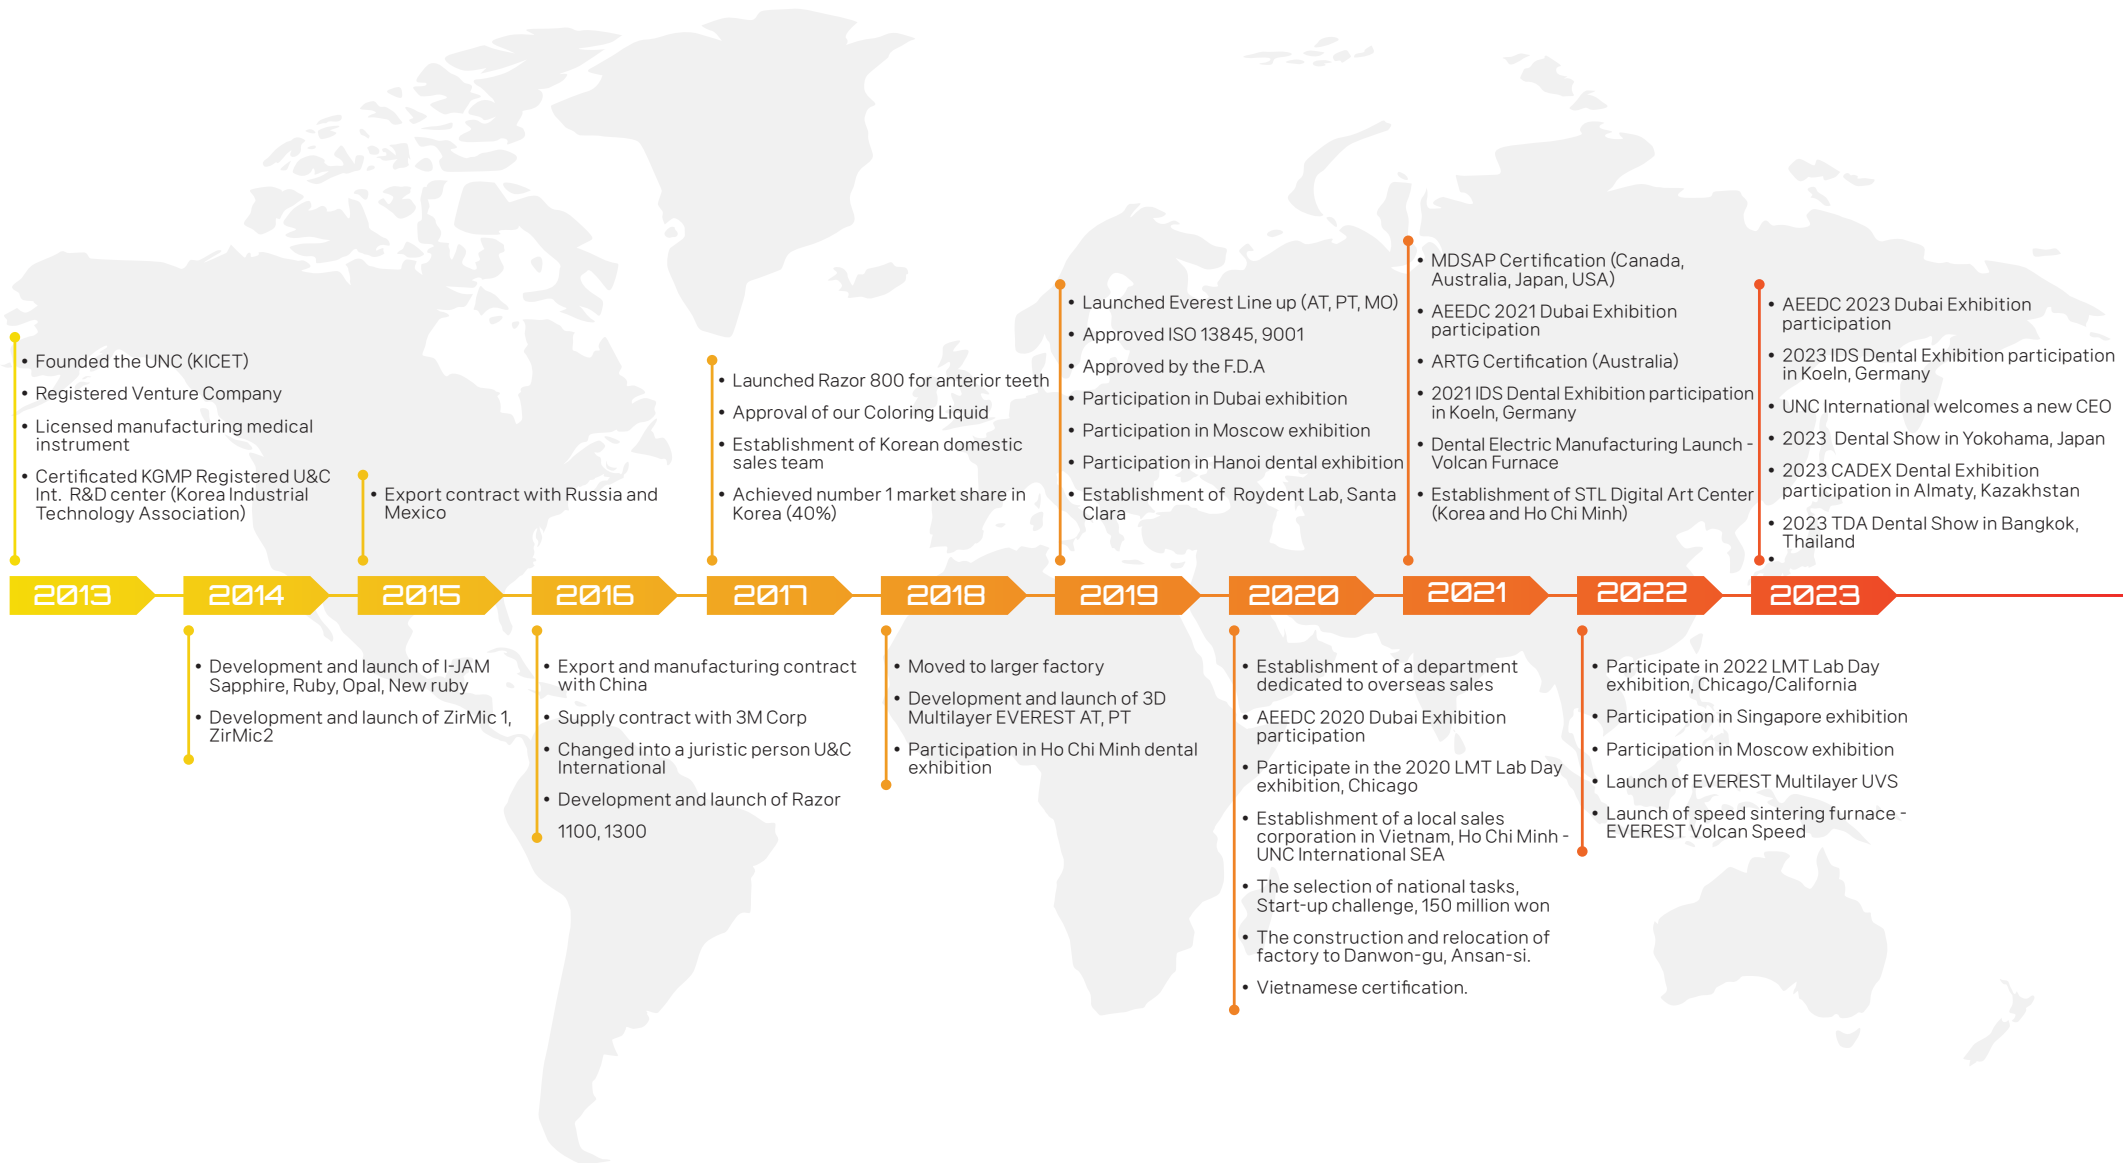 2013
• Founded the UNC (KICET)
• Registered Venture Company
• Licensed manufacturing medical
instrument
• Certificated KGMP Registered U&C
Int. R&D center (Korea Industrial
Technology Association)
2014
• Development and launch of I-JAM
Sapphire, Ruby, Opal, New ruby
• Development and launch of ZirMic 1,
ZirMic2
2015
• Export contract with Russia and
Mexico
2016
• Export and manufacturing contract
with China
• Supply contract with 3M Corp
• Changed into a juristic person U&C
International
• Development and launch of Razor
1100, 1300
2017
• Launched Razor 800 for anterior teeth
• Approval of our Coloring Liquid
• Establishment of Korean domestic
sales team
• Achieved number 1 market share in
Korea (40%)
2018
• Moved to larger factory
• Development and launch of 3D
Multilayer EVEREST AT, PT
• Participation in Ho Chi Minh dental
exhibition
2019
• Launched Everest Line up (AT, PT, MO)
• Approved ISO 13845, 9001
• Approved by the F.D.A
• Participation in Dubai exhibition
• Participation in Moscow exhibition
• Participation in Hanoi dental exhibition
• Establishment of Roydent Lab, Santa
Clara
2020
• Establishment of a department
dedicated to overseas sales
• AEEDC 2020 Dubai Exhibition
participation
• Participate in the 2020 LMT Lab Day
exhibition, Chicago
• Establishment of a local sales
corporation in Vietnam, Ho Chi Minh -
UNC International SEA
• The selection of national tasks,
Start-up challenge, 150 million won
• The construction and relocation of
factory to Danwon-gu, Ansan-si.
• Vietnamese certification.
2021
• MDSAP Certification (Canada,
Australia, Japan, USA)
• AEEDC 2021 Dubai Exhibition
participation
• ARTG Certification (Australia)
• 2021 IDS Dental Exhibition participation
in Koeln, Germany
• Dental Electric Manufacturing Launch -
Volcan Furnace
• Establishment of STL Digital Art Center
(Korea and Ho Chi Minh)
2022
• Participate in 2022 LMT Lab Day
exhibition, Chicago/California
• Participation in Singapore exhibition
• Participation in Moscow exhibition
• Launch of EVEREST Multilayer UVS
• Launch of speed sintering furnace -
EVEREST Volcan Speed
2023
• AEEDC 2023 Dubai Exhibition
participation
• 2023 IDS Dental Exhibition participation
in Koeln, Germany
• UNC International welcomes a new CEO
• 2023 Dental Show in Yokohama, Japan
• 2023 CADEX Dental Exhibition
participation in Almaty, Kazakhstan
• 2023 TDA Dental Show in Bangkok,
Thailand
•